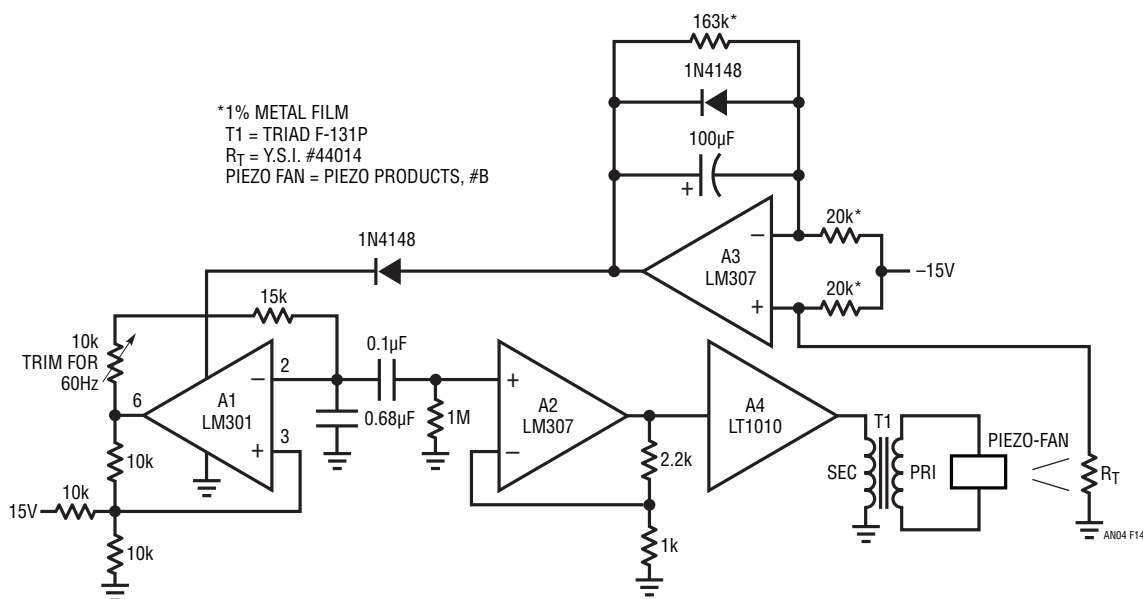 163k*
1N4148
*1% METAL FILM
T1 = TRIAD F-131P
RT = Y.S.I. #44014
PIEZO FAN = PIEZO PRODUCTS, #B
100µF
+
20k*
1N4148
−
A3
LM307
+
−15V
20k*
15k
10k
TRIM FOR
60Hz
6
2
−
A1
LM301
3
+
0.1µF
0.68µF
1M
+
A2
LM307
−
A4
LT1010
T1
SEC
PRI
PIEZO-FAN
RT
10k
2.2k
10k
15V
10k
1k
AN04 F14